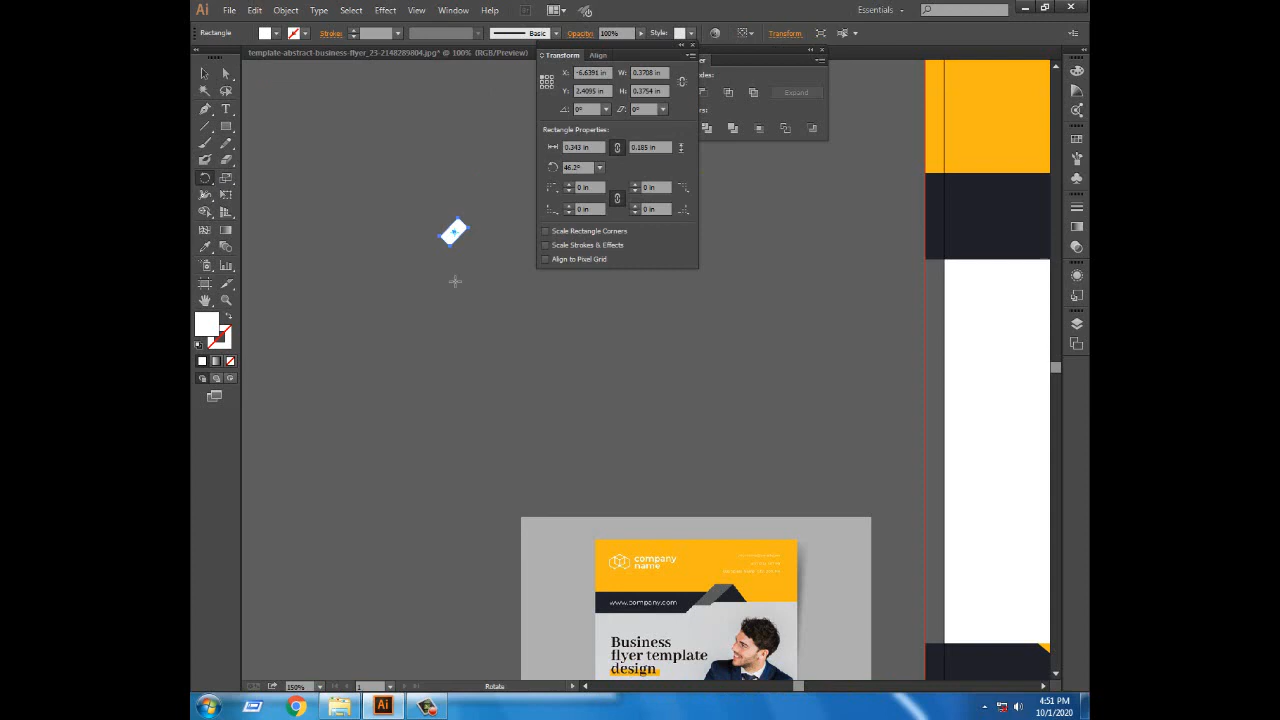 Ai File Edit Object Type Select Effect View Window Help Essentials
Rectangle Stroke: Basic Opacity: 100% Style: Transform
template-abstract-business-flyer_23-2148289804.jpg* @ 100% (RGB/Preview)
Transform Align
X: -6.6391 in W: 0.3708 in
Y: 2.4095 in H: 0.3754 in
0° 0°
Expand
Rectangle Properties:
0.343 in 0.185 in
46.2°
0 in 0 in
0 in 0 in
Scale Rectangle Corners
Scale Strokes & Effects
Align to Pixel Grid
company
name
www.company.com
Business
flyer template
design
150% 1 Rotate
Ai
4:51 PM
10/1/2020